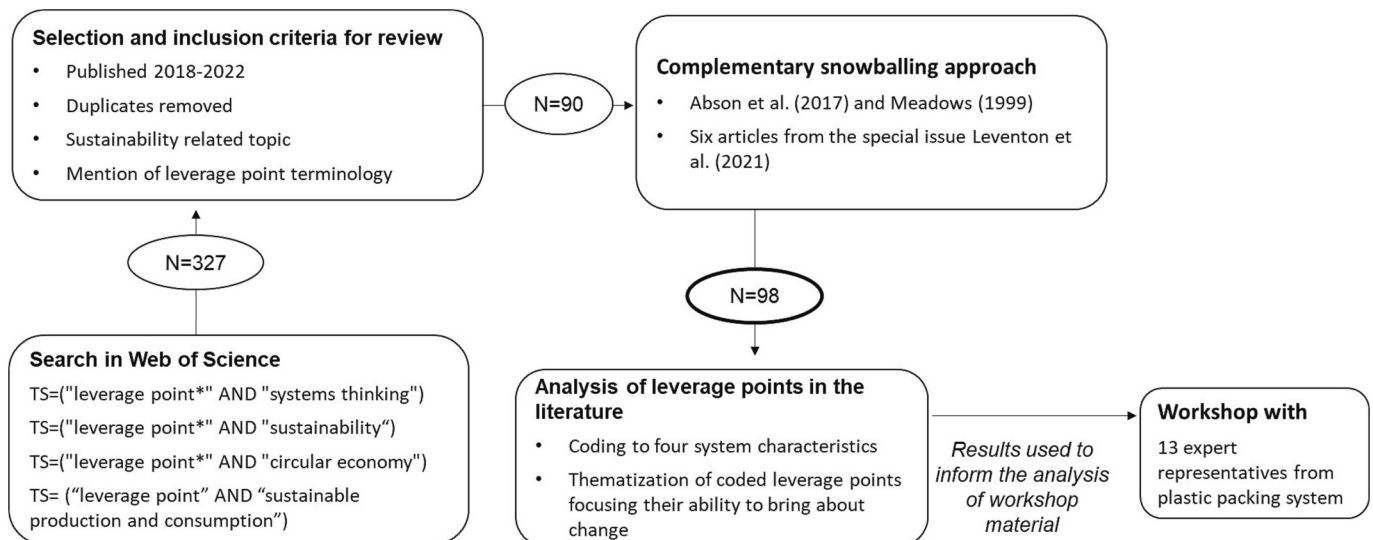 Selection and inclusion criteria for review
• Published 2018-2022
• Duplicates removed
• Sustainability related topic
• Mention of leverage point terminology
N=90
Complementary snowballing approach
• Abson et al. (2017) and Meadows (1999)
• Six articles from the special issue Leventon et
al. (2021)
N=327
N=98
Search in Web of Science
TS=("leverage point*" AND "systems thinking")
TS=("leverage point*" AND "sustainability“)
TS=("leverage point*" AND "circular economy")
TS= (“leverage point” AND “sustainable
production and consumption”)
Analysis of leverage points in the
literature
• Coding to four system characteristics
• Thematization of coded leverage points
focusing their ability to bring about
change
Results used to
inform the analysis
of workshop
material
Workshop with
13 expert
representatives from
plastic packing system